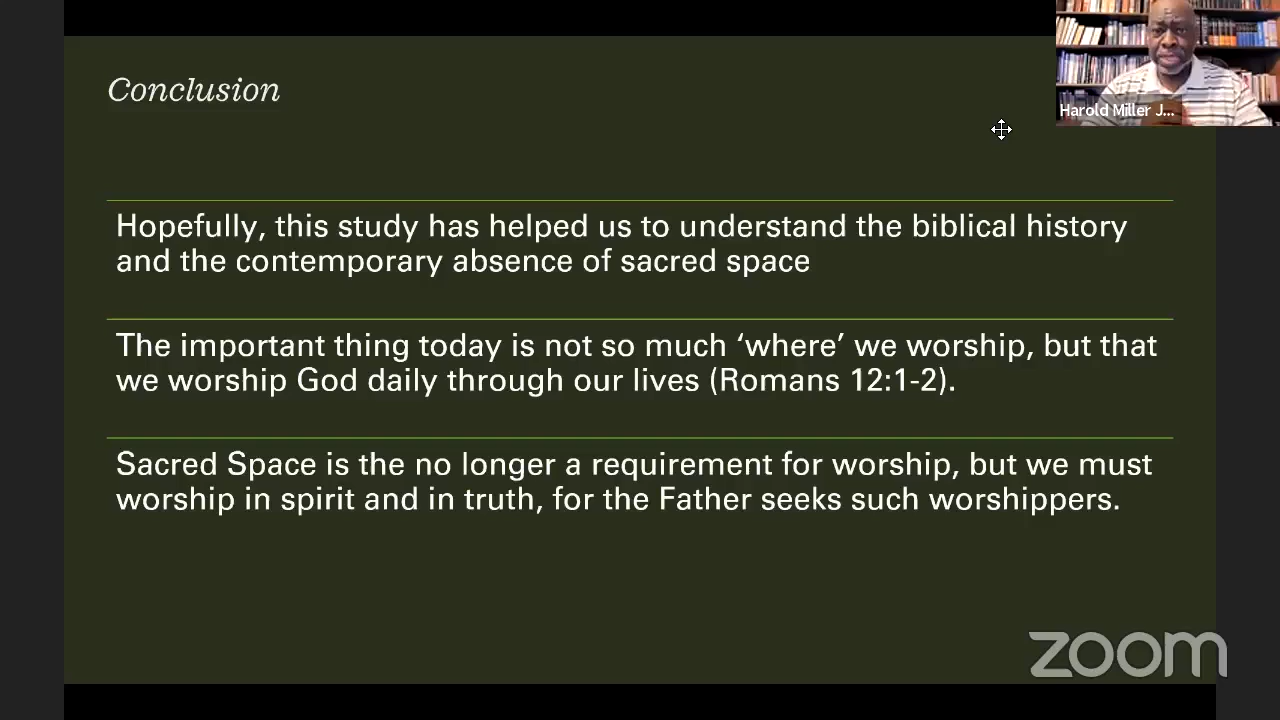 Conclusion
Harold Miller J...
Hopefully, this study has helped us to understand the biblical history
and the contemporary absence of sacred space
The important thing today is not so much ‘where’ we worship, but that
we worship God daily through our lives (Romans 12:1-2).
Sacred Space is the no longer a requirement for worship, but we must
worship in spirit and in truth, for the Father seeks such worshippers.
zoom